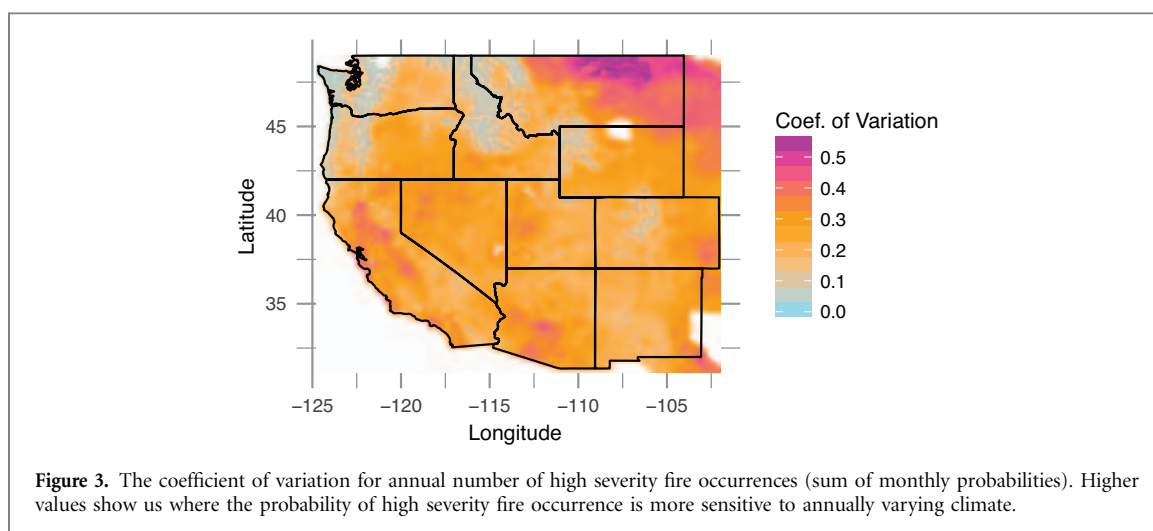 Coef. of Variation
0.5
0.4
0.3
0.2
0.1
0.0
Latitude
45
40
35
−125 −120 −115 −110 −105
Longitude
Figure 3. The coefficient of variation for annual number of high severity fire occurrences (sum of monthly probabilities). Higher
values show us where the probability of high severity fire occurrence is more sensitive to annually varying climate.